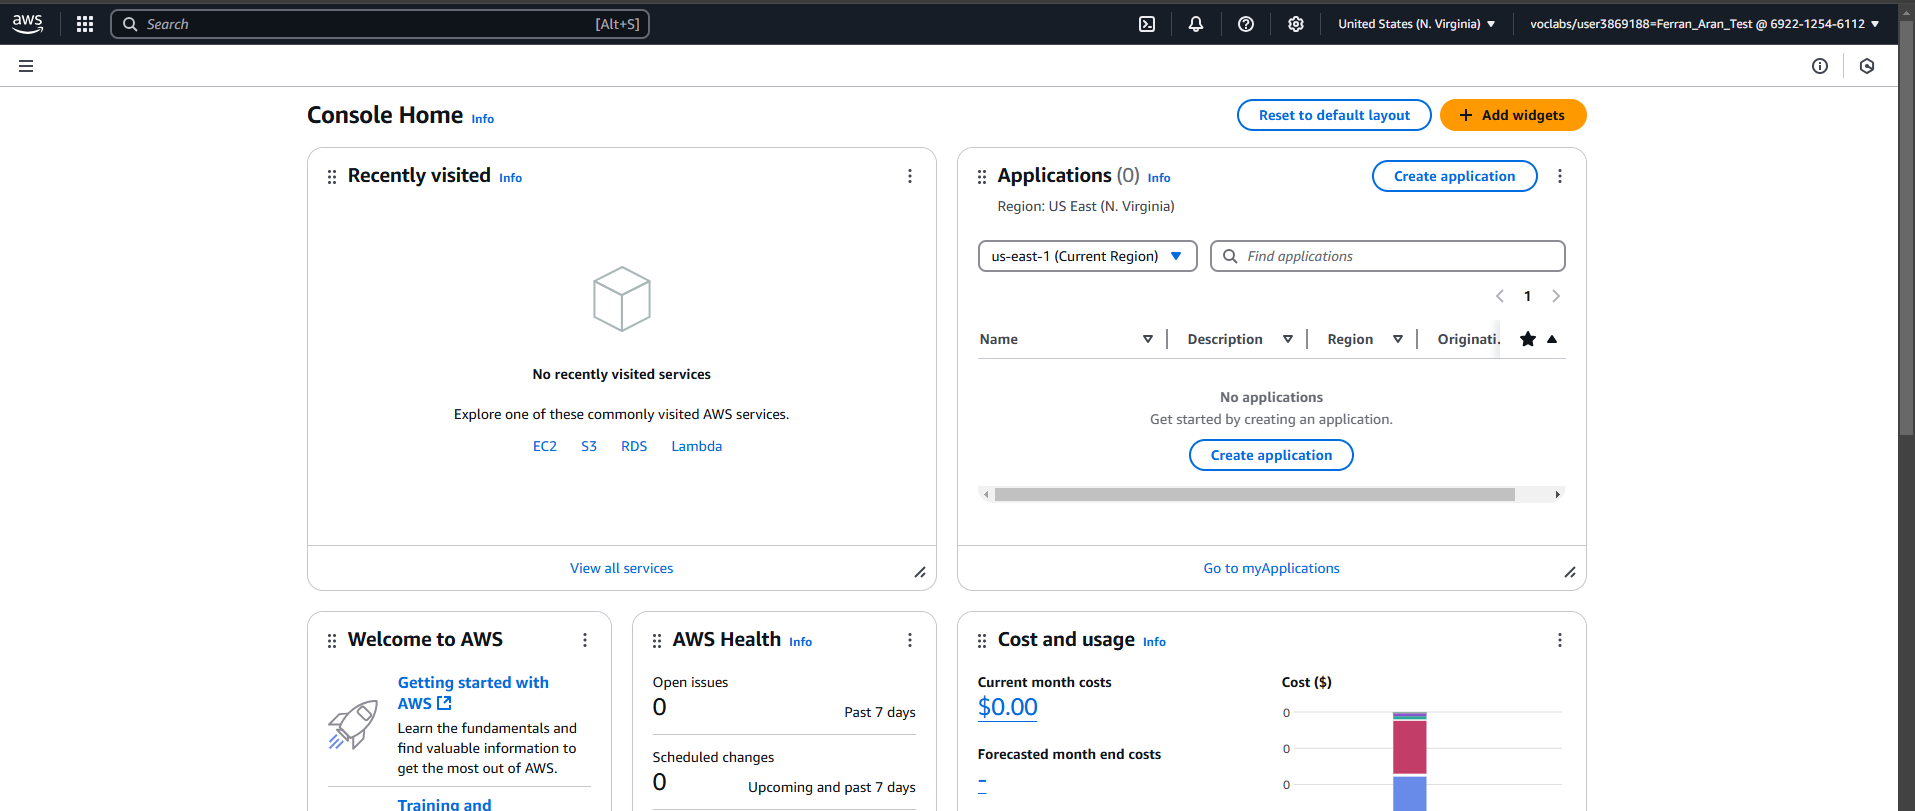 aws
Search
[Alt+S]
United States (N. Virginia)
voclabs/user3869188=Ferran_Aran_Test @ 6922-1254-6112
Console Home Info
Reset to default layout
Add widgets
Recently visited Info
No recently visited services
Explore one of these commonly visited AWS services.
EC2 S3 RDS Lambda
View all services
Applications (0) Info
Region: US East (N. Virginia)
Create application
us-east-1 (Current Region)
Find applications
1
Name Description Region Originati.
No applications
Get started by creating an application.
Create application
Go to myApplications
Welcome to AWS
Getting started with
AWS
Learn the fundamentals and
find valuable information to
get the most out of AWS.
Training and
AWS Health Info
Open issues
0
Past 7 days
Scheduled changes
0
Upcoming and past 7 days
Cost and usage Info
Current month costs
$0.00
Forecasted month end costs
-
Cost ($)
0
0
0